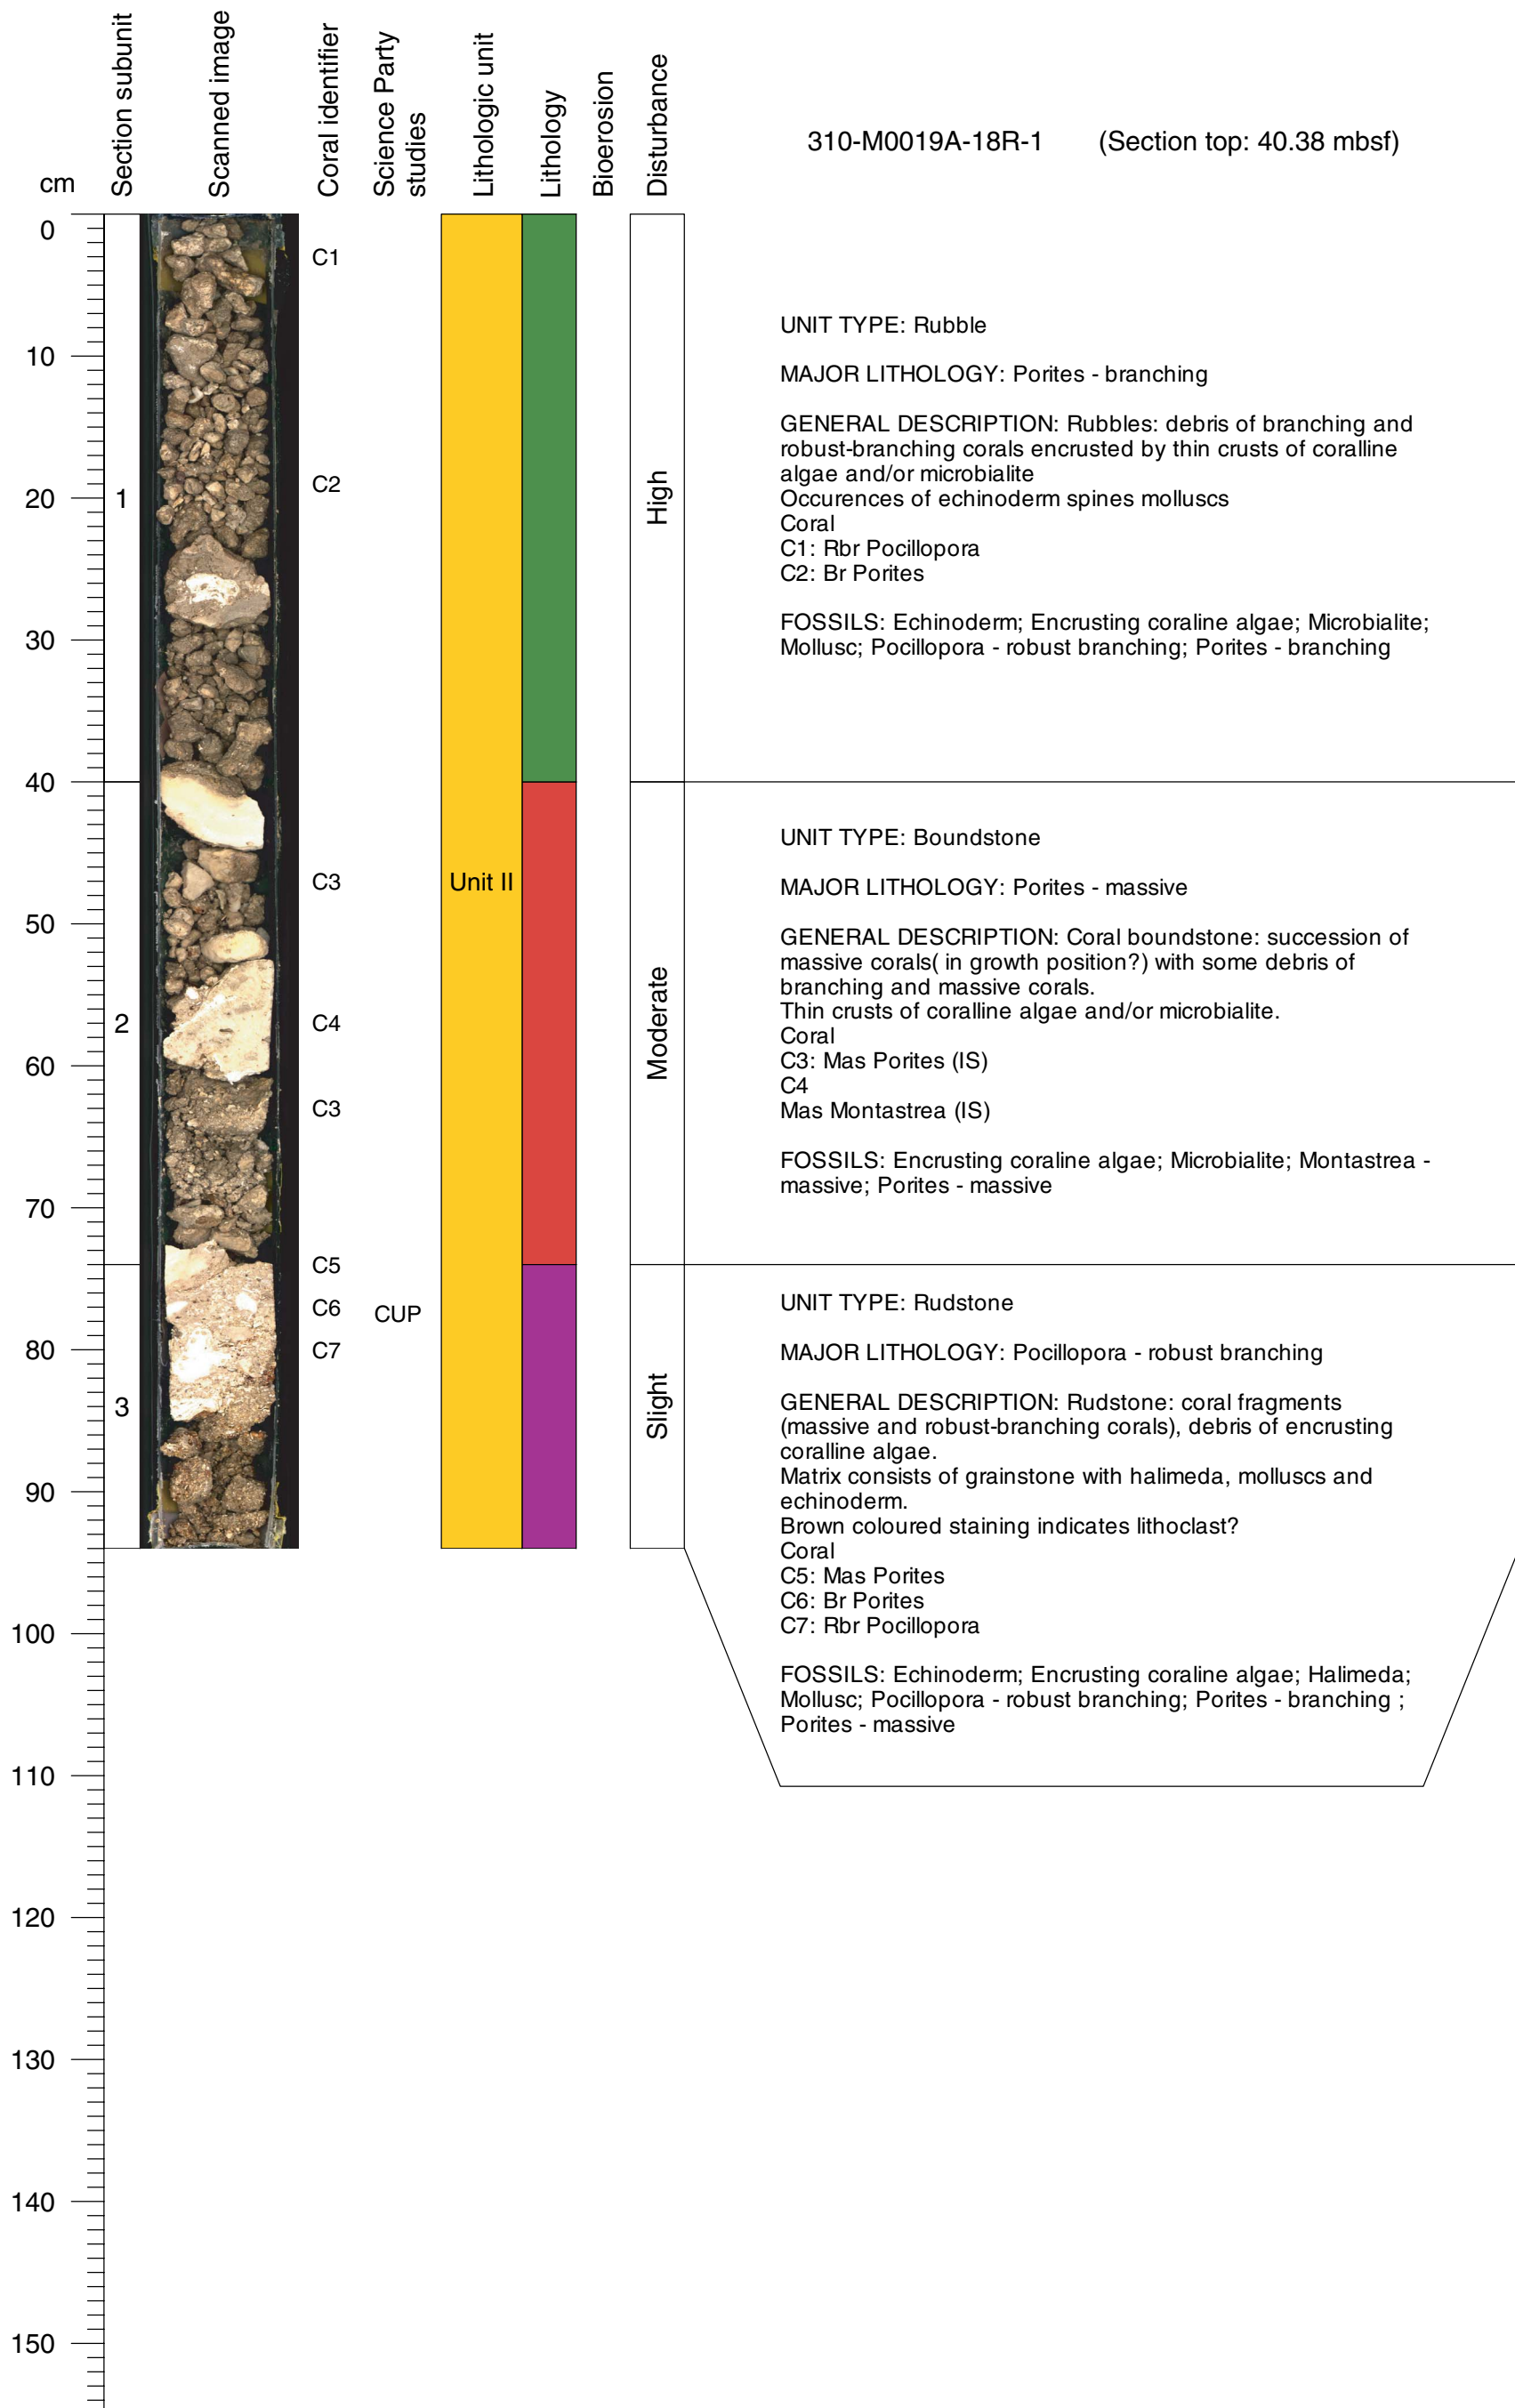 Section subunit
Scanned image
Coral identifier
Science Party
studies
Lithologic unit
Lithology
Bioerosion
Disturbance
310-M0019A-18R-1 (Section top: 40.38 mbsf)
cm
0
10
20
30
40
50
60
70
80
90
100
110
120
130
140
150
1
2
3
C1
C2
C3
C4
C3
C5
C6
C7
CUP
Unit II
High
Moderate
Slight
UNIT TYPE: Rubble
MAJOR LITHOLOGY: Porites - branching
GENERAL DESCRIPTION: Rubbles: debris of branching and
robust-branching corals encrusted by thin crusts of coralline
algae and/or microbialite
Occurences of echinoderm spines molluscs
Coral
C1: Rbr Pocillopora
C2: Br Porites
FOSSILS: Echinoderm; Encrusting coraline algae; Microbialite;
Mollusc; Pocillopora - robust branching; Porites - branching
UNIT TYPE: Boundstone
MAJOR LITHOLOGY: Porites - massive
GENERAL DESCRIPTION: Coral boundstone: succession of
massive corals( in growth position?) with some debris of
branching and massive corals.
Thin crusts of coralline algae and/or microbialite.
Coral
C3: Mas Porites (IS)
C4
Mas Montastrea (IS)
FOSSILS: Encrusting coraline algae; Microbialite; Montastrea -
massive; Porites - massive
UNIT TYPE: Rudstone
MAJOR LITHOLOGY: Pocillopora - robust branching
GENERAL DESCRIPTION: Rudstone: coral fragments
(massive and robust-branching corals), debris of encrusting
coralline algae.
Matrix consists of grainstone with halimeda, molluscs and
echinoderm.
Brown coloured staining indicates lithoclast?
Coral
C5: Mas Porites
C6: Br Porites
C7: Rbr Pocillopora
FOSSILS: Echinoderm; Encrusting coraline algae; Halimeda;
Mollusc; Pocillopora - robust branching; Porites - branching ;
Porites - massive